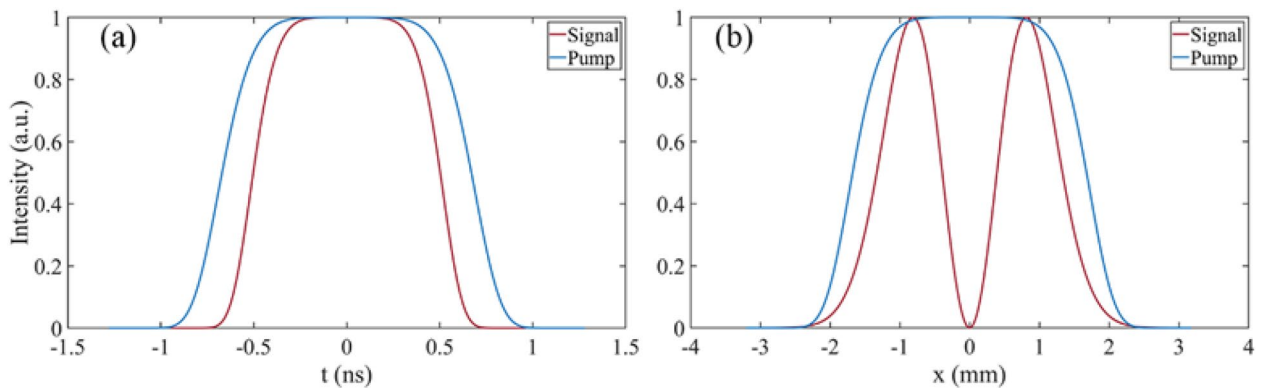 (a)
Signal
Pump
Intensity (a.u.)
1
0.8
0.6
0.4
0.2
0
-1.5 -1 -0.5 0 0.5 1 1.5
t (ns)
(b)
Signal
Pump
1
0.8
0.6
0.4
0.2
0
-4 -3 -2 -1 0 1 2 3 4
x (mm)